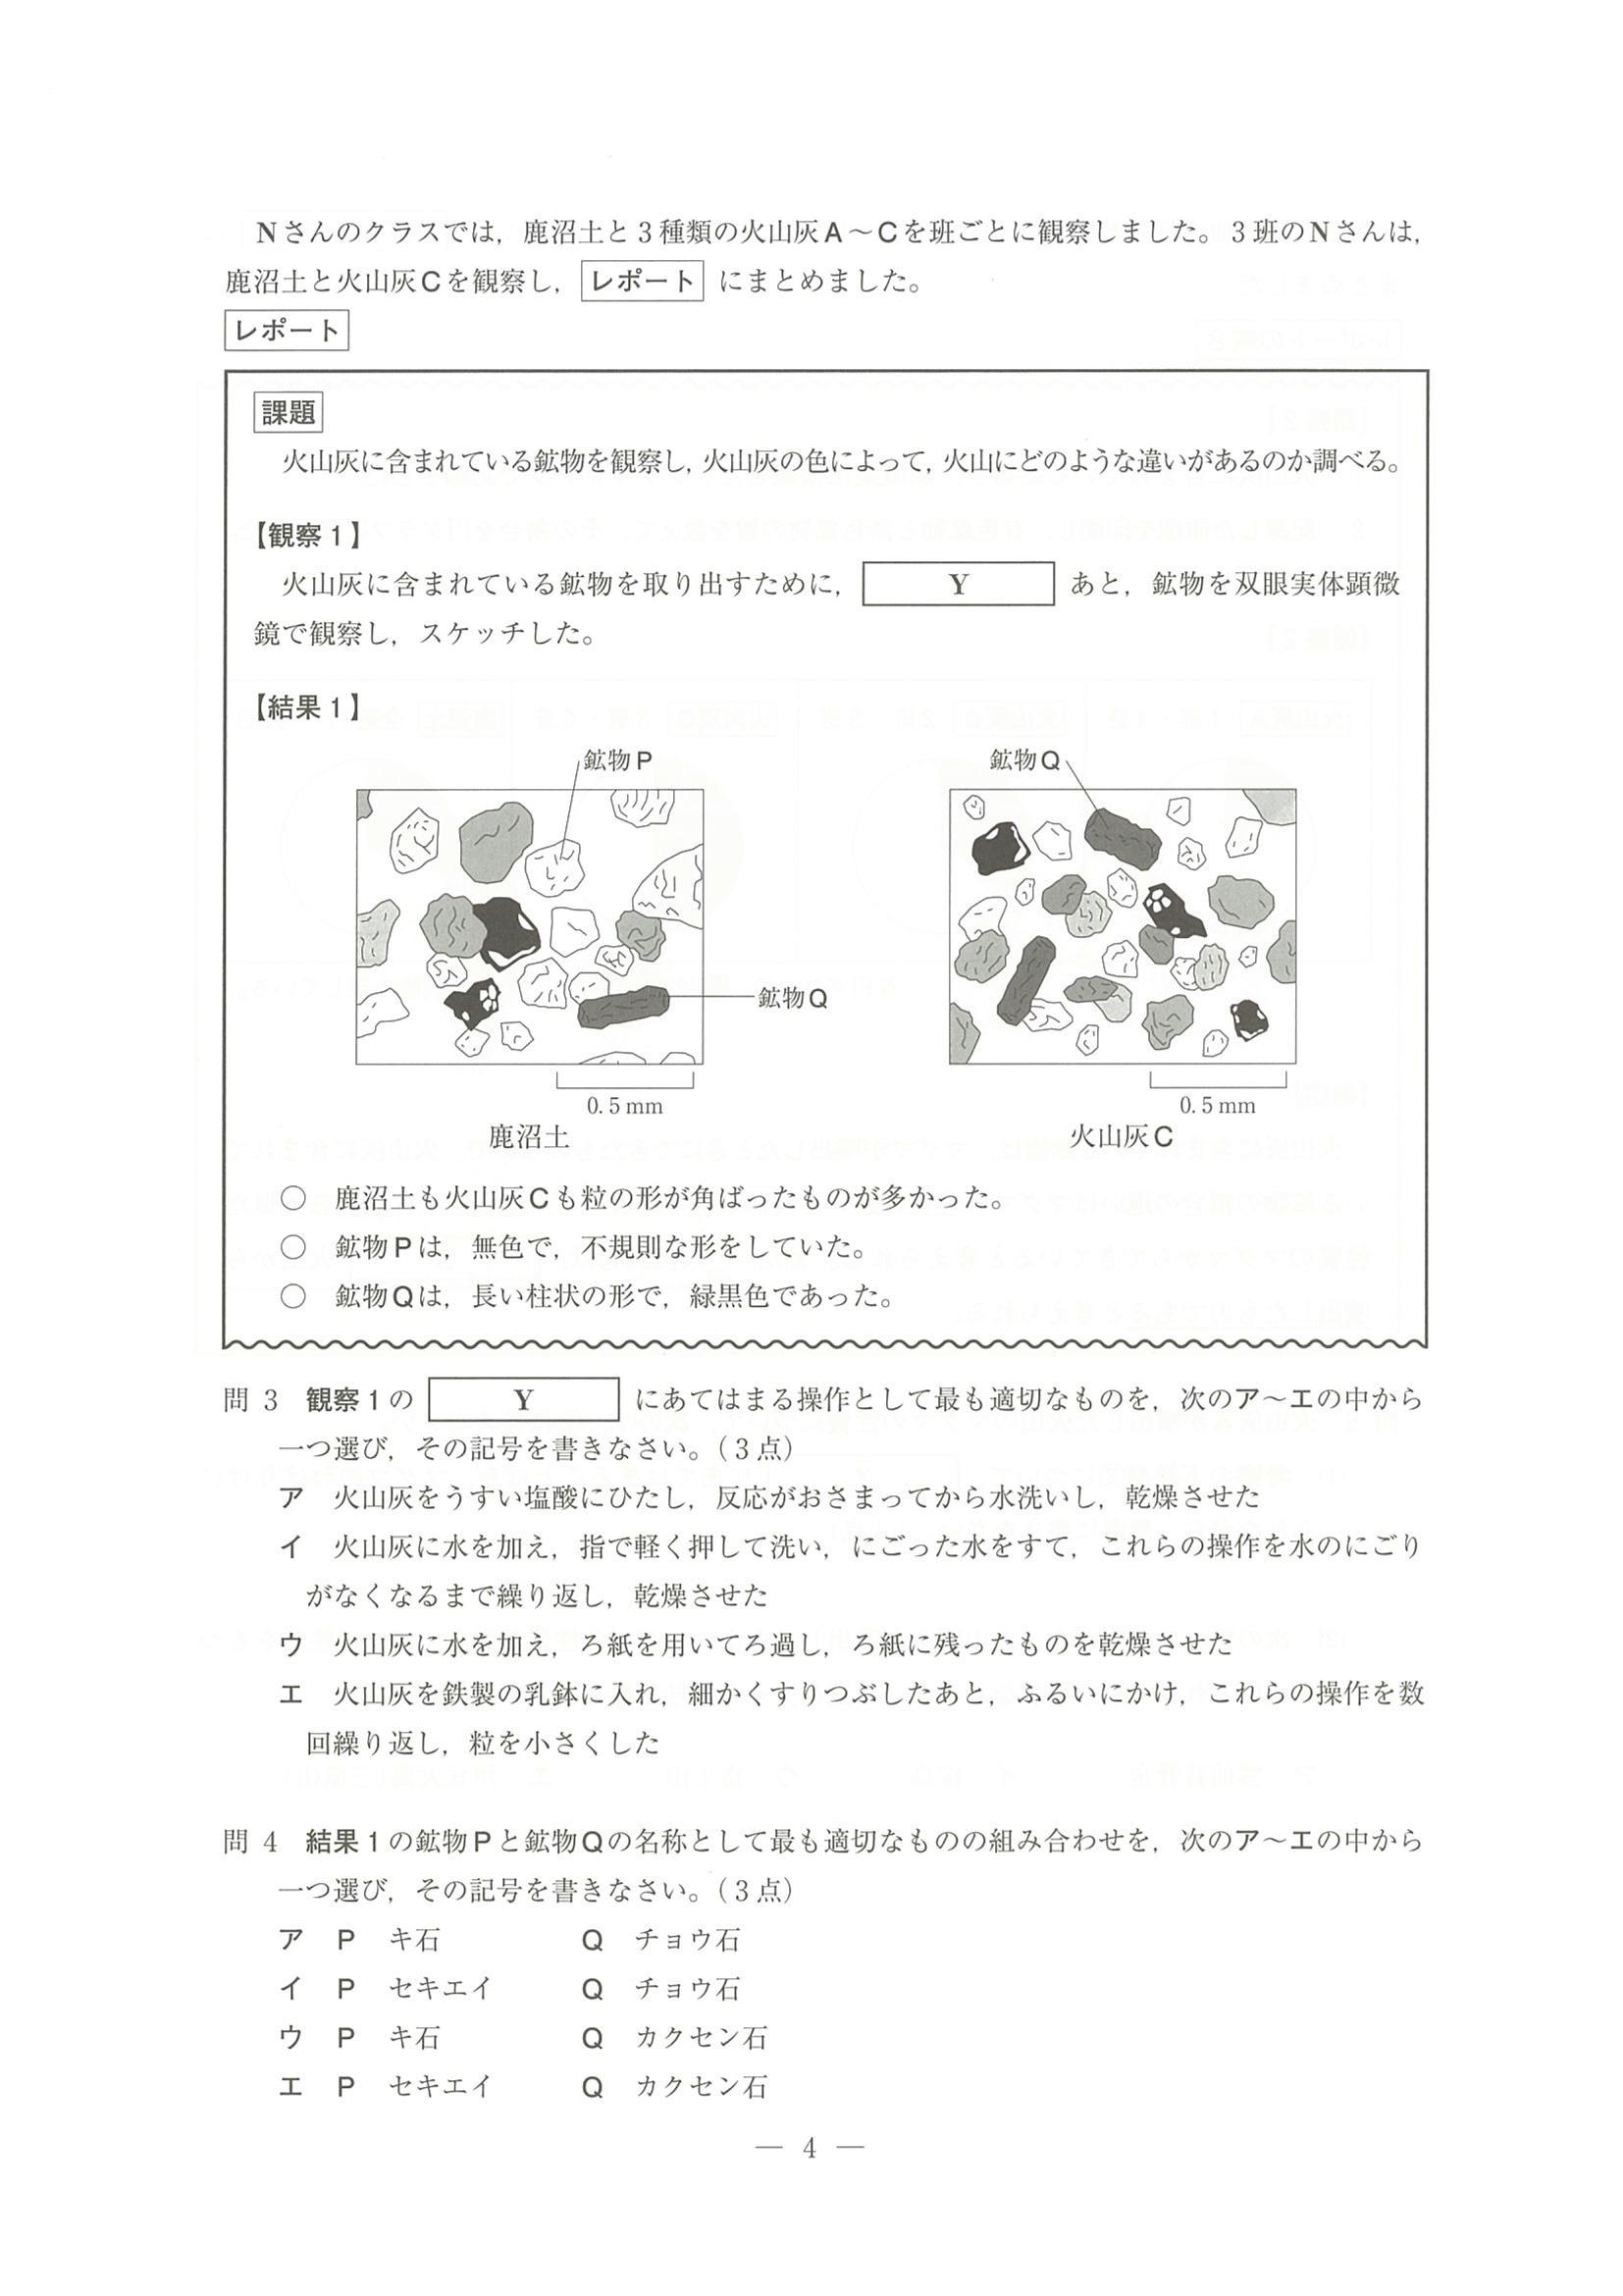 Nさんのクラスでは，鹿沼土と3種類の火山灰A～Cを班ごとに観察しました。3班のNさんは，
鹿沼土と火山灰Cを観察し，レポートにまとめました。
レポート
課題
火山灰に含まれている鉱物を観察し，火山灰の色によって，火山にどのような違いがあるのか調べる。
【観察1】
火山灰に含まれている鉱物を取り出すために， Y あと，鉱物を双眼実体顕微
鏡で観察し，スケッチした。
【結果1】
鉱物P
鉱物Q
鉱物Q
0.5mm
0.5mm
鹿沼土
火山灰C
○ 鹿沼土も火山灰Cも粒の形が角ばったものが多かった。
○ 鉱物Pは，無色で，不規則な形をしていた。
○ 鉱物Qは，長い柱状の形で，緑黒色であった。
問3 観察1の Y にあてはまる操作として最も適切なものを，次のア～エの中から
一つ選び，その記号を書きなさい。（3点）
ア 火山灰をうすい塩酸にひたし，反応がおさまってから水洗いし，乾燥させた
イ 火山灰に水を加え，指で軽く押して洗い，にごった水をすて，これらの操作を水のにごり
がなくなるまで繰り返し，乾燥させた
ウ 火山灰に水を加え，ろ紙を用いてろ過し，ろ紙に残ったものを乾燥させた
エ 火山灰を鉄製の乳鉢に入れ，細かくすりつぶしたあと，ふるいにかけ，これらの操作を数
回繰り返し，粒を小さくした
問4 結果1の鉱物Pと鉱物Qの名称として最も適切なものの組み合わせを，次のア～エの中から
一つ選び，その記号を書きなさい。（3点）
ア P キ石 Q チョウ石
イ P セキエイ Q チョウ石
ウ P キ石 Q カクセン石
エ P セキエイ Q カクセン石
— 4 —